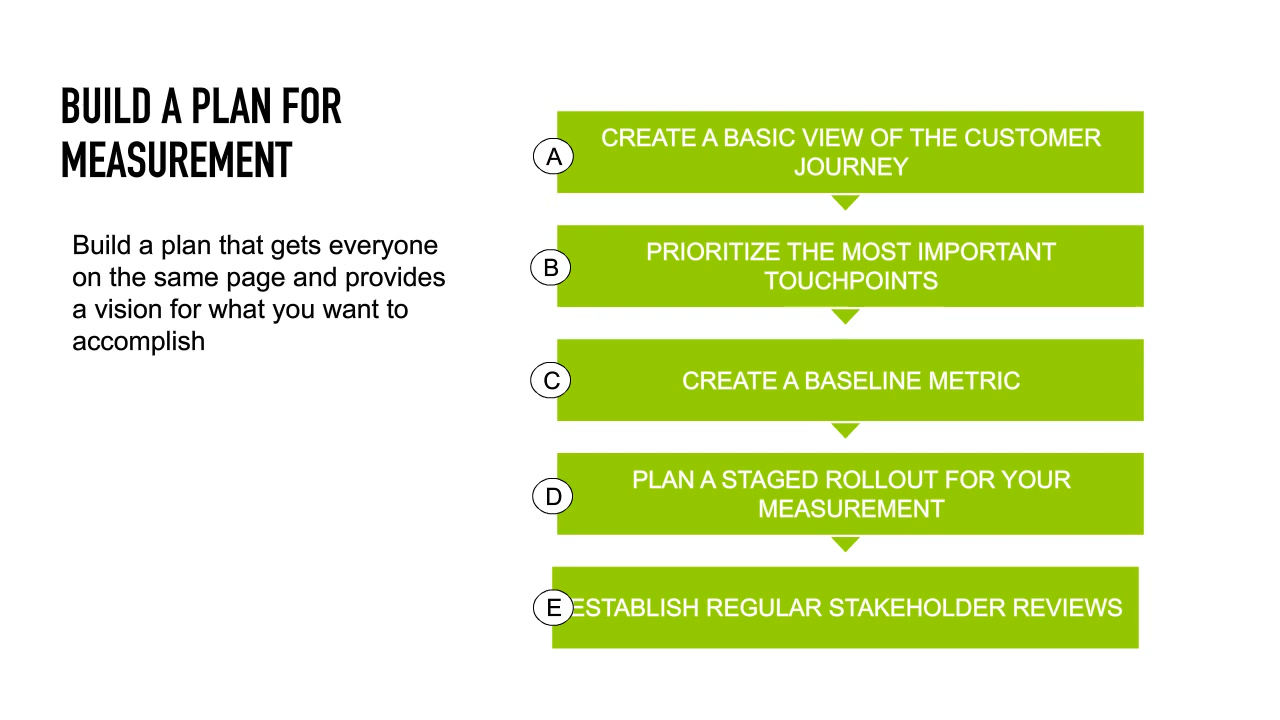 BUILD A PLAN FOR
MEASUREMENT
Build a plan that gets everyone
on the same page and provides
a vision for what you want to
accomplish
A
CREATE A BASIC VIEW OF THE CUSTOMER
JOURNEY
B
PRIORITIZE THE MOST IMPORTANT
TOUCHPOINTS
C
CREATE A BASELINE METRIC
D
PLAN A STAGED ROLLOUT FOR YOUR
MEASUREMENT
E
ESTABLISH REGULAR STAKEHOLDER REVIEWS